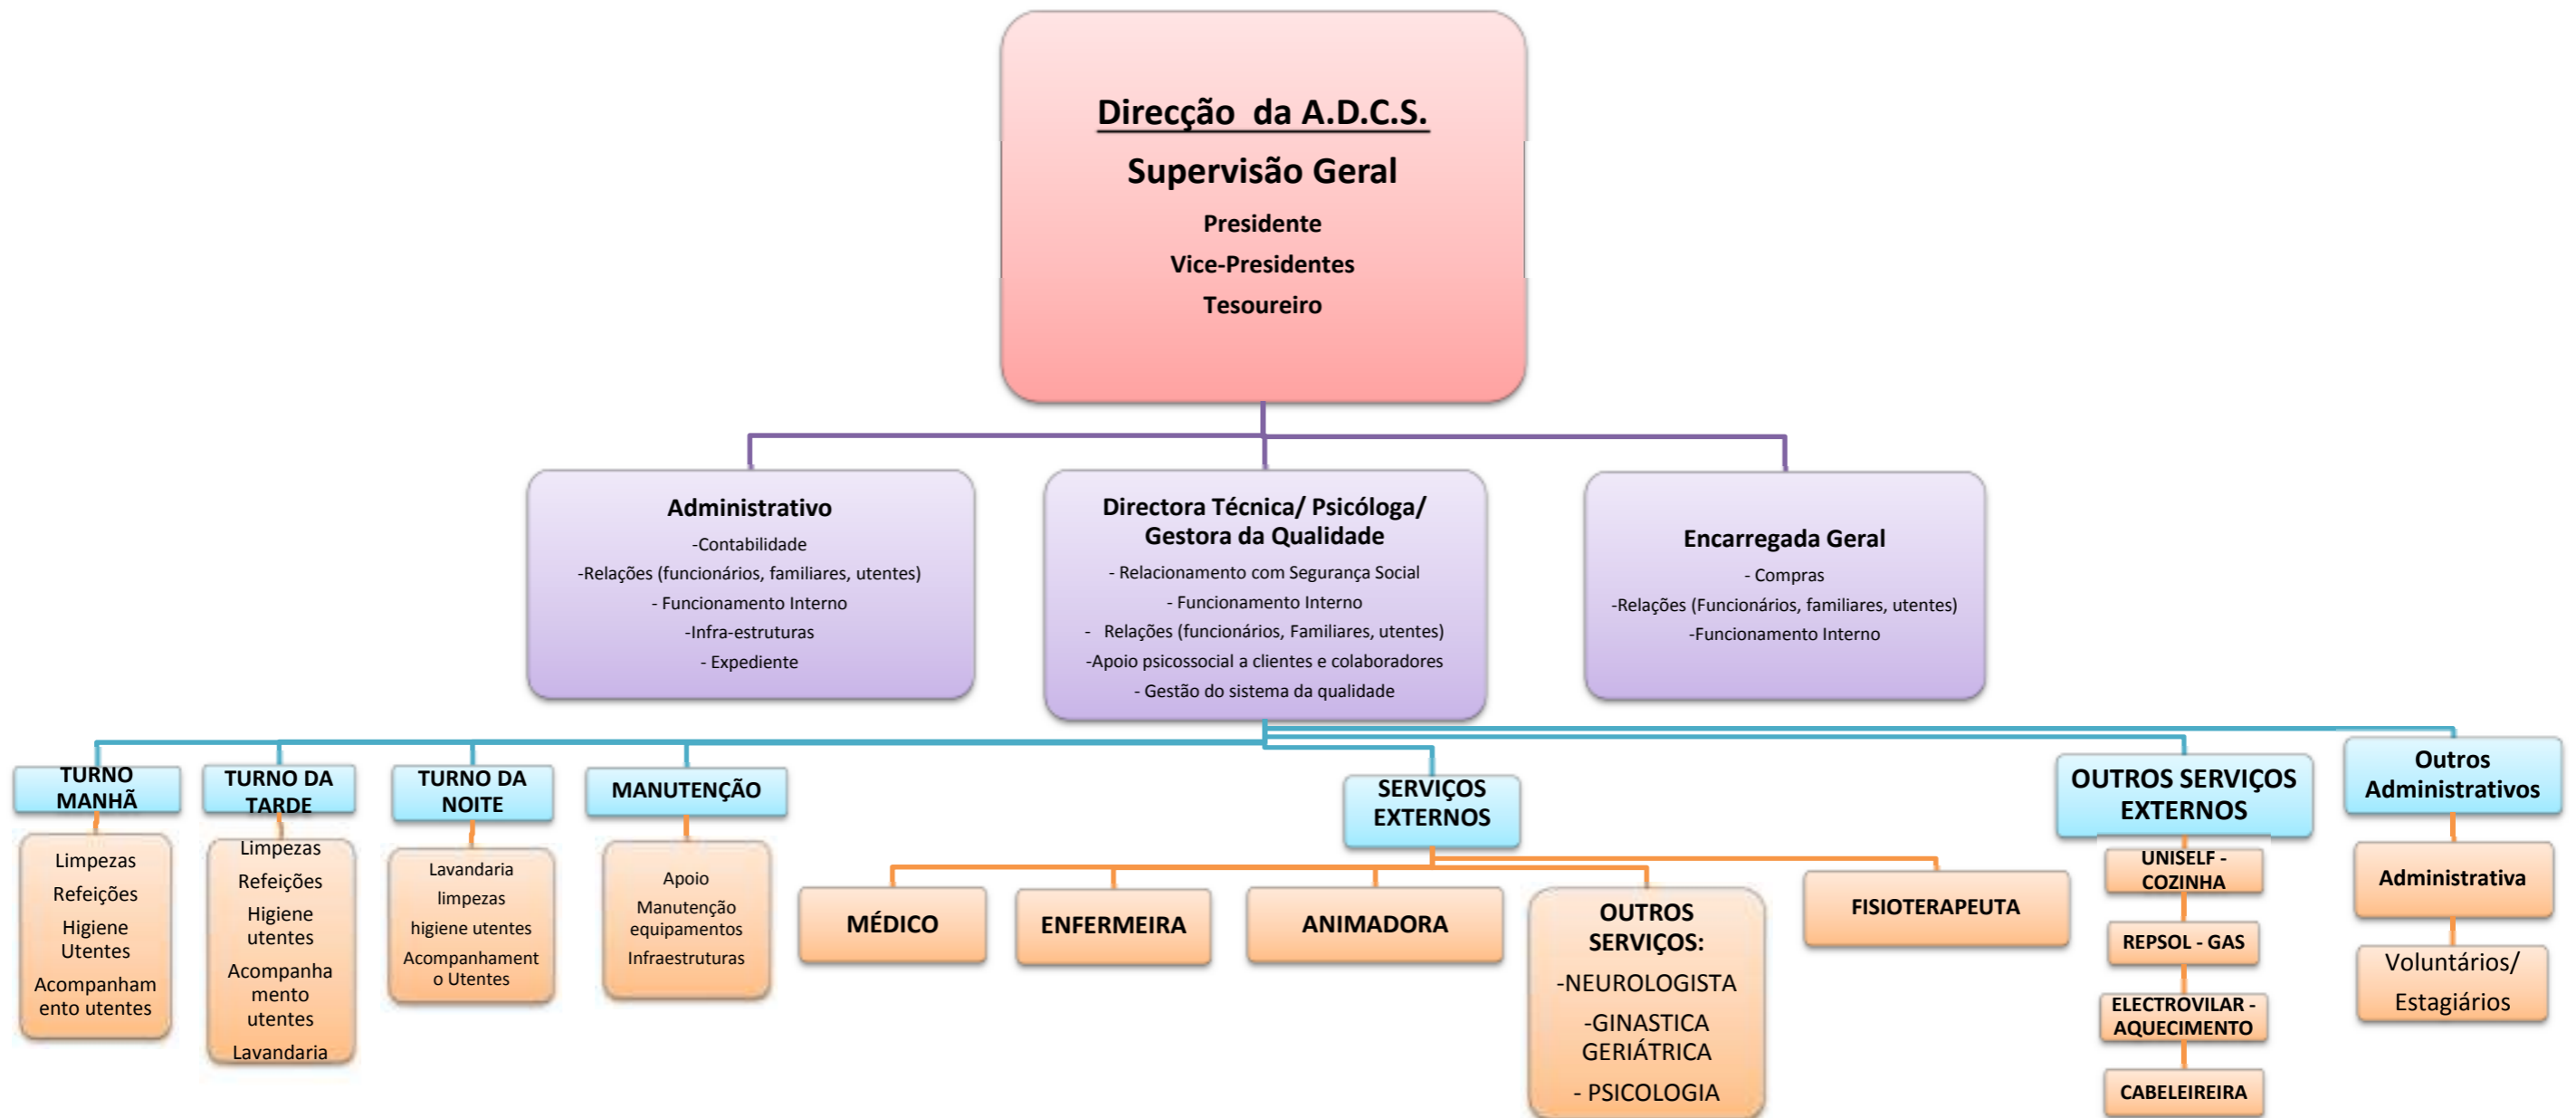 Direcção da A.D.C.S.
Supervisão Geral
Presidente
Vice-Presidentes
Tesoureiro
Administrativo
-Contabilidade
-Relações (funcionários, familiares, utentes)
- Funcionamento Interno
-Infra-estruturas
- Expediente
Directora Técnica/ Psicóloga/
Gestora da Qualidade
- Relacionamento com Segurança Social
- Funcionamento Interno
- Relações (funcionários, Familiares, utentes)
-Apoio psicossocial a clientes e colaboradores
- Gestão do sistema da qualidade
Encarregada Geral
- Compras
-Relações (Funcionários, familiares, utentes)
-Funcionamento Interno
TURNO
MANHÃ
Limpezas
Refeições
Higiene
Utentes
Acompanham
ento utentes
TURNO DA
TARDE
Limpezas
Refeições
Higiene
utentes
Acompanha
mento
utentes
Lavandaria
TURNO DA
NOITE
Lavandaria
limpezas
higiene utentes
Acompanhament
o Utentes
MANUTENÇÃO
Apoio
Manutenção
equipamentos
Infraestruturas
SERVIÇOS
EXTERNOS
MÉDICO
ENFERMEIRA
ANIMADORA
OUTROS
SERVIÇOS:
-NEUROLOGISTA
-GINASTICA
GERIÁTRICA
- PSICOLOGIA
FISIOTERAPEUTA
OUTROS SERVIÇOS
EXTERNOS
UNISELF -
COZINHA
REPSOL - GAS
ELECTROVILAR -
AQUECIMENTO
CABELEIREIRA
Outros
Administrativos
Administrativa
Voluntários/
Estagiários